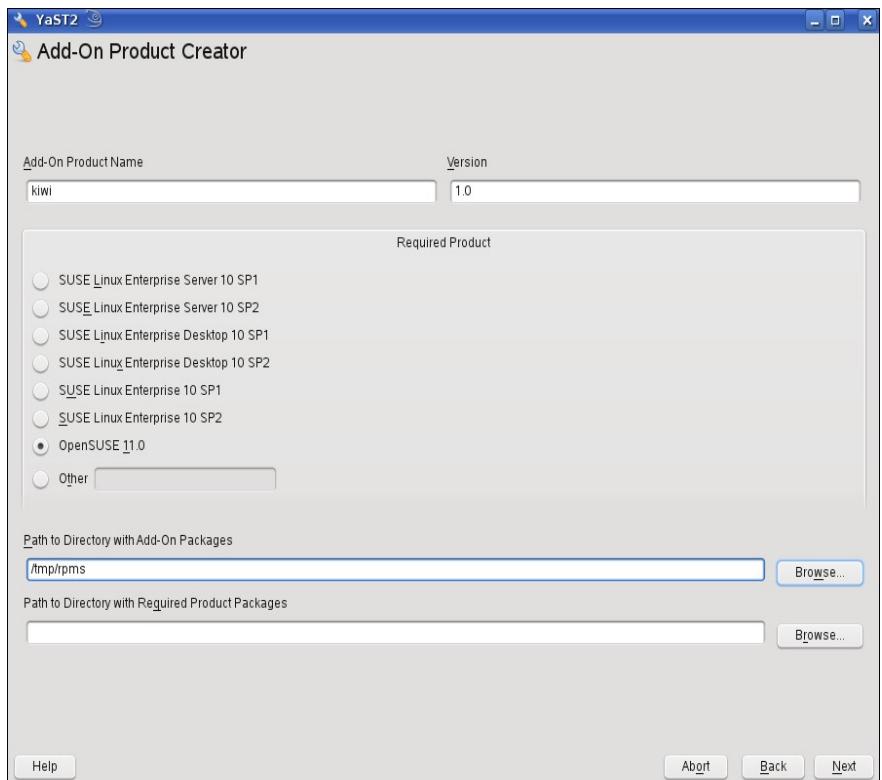 YaST2
Add-On Product Creator
Add-On Product Name
Version
kiwi
1.0
Required Product
SUSE Linux Enterprise Server 10 SP1
SUSE Linux Enterprise Server 10 SP2
SUSE Linux Enterprise Desktop 10 SP1
SUSE Linux Enterprise Desktop 10 SP2
SUSE Linux Enterprise 10 SP1
SUSE Linux Enterprise 10 SP2
OpenSUSE 11.0
Other
Path to Directory with Add-On Packages
/tmp/rpms
Browse...
Path to Directory with Required Product Packages
Browse...
Help
Abort
Back
Next